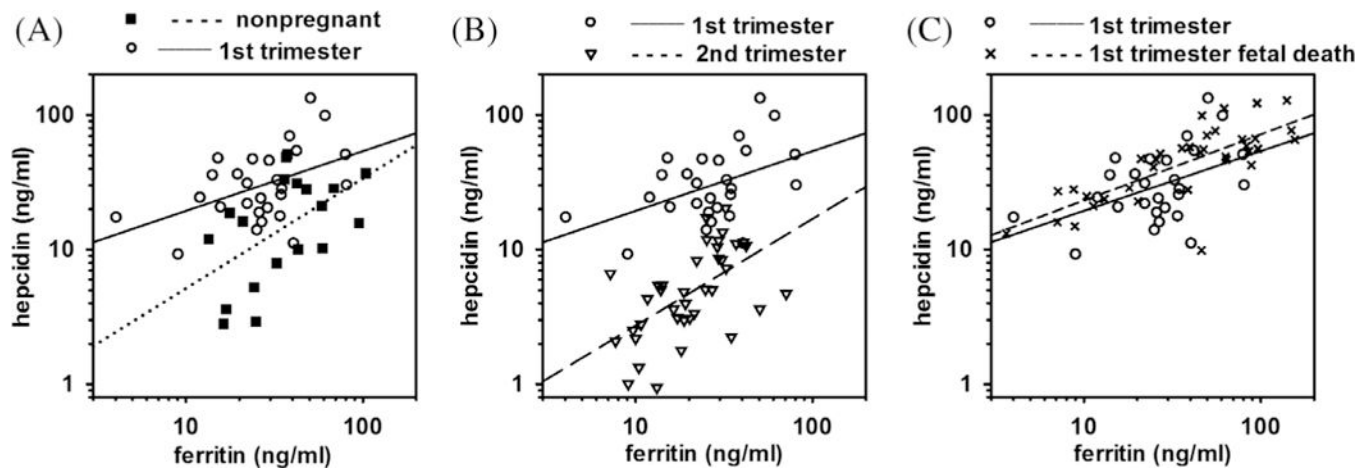 (A)
nonpregnant
1st trimester
hepcidin (ng/ml)
100
10
1
10
100
ferritin (ng/ml)
(B)
1st trimester
2nd trimester
hepcidin (ng/ml)
100
10
1
10
100
ferritin (ng/ml)
(C)
1st trimester
1st trimester fetal death
hepcidin (ng/ml)
100
10
1
10
100
ferritin (ng/ml)